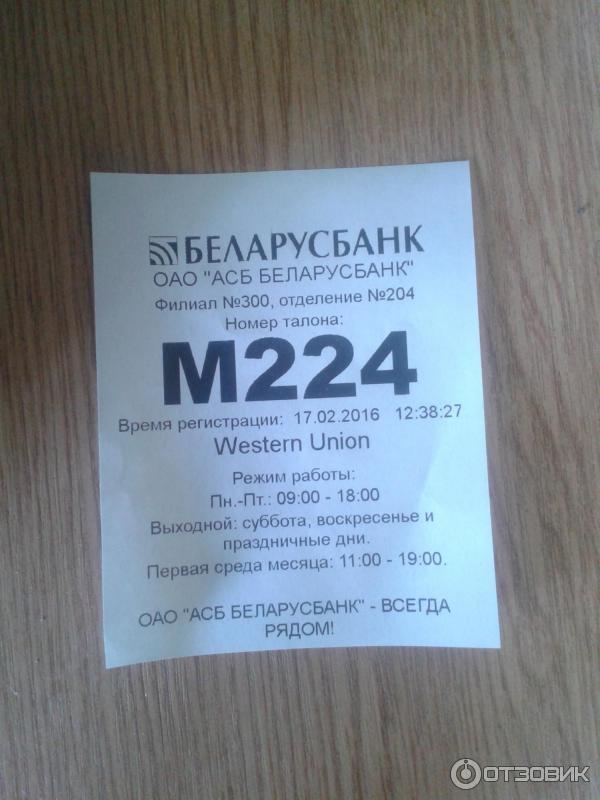 БЕЛАРУСБАНК
ОАО "АСБ БЕЛАРУСБАНК"
Филиал №300, отделение №204
Номер талона:
М224
Время регистрации: 17.02.2016 12:38:27
Western Union
Режим работы:
Пн.-Пт.: 09:00 - 18:00
Выходной: суббота, воскресенье и
праздничные дни.
Первая среда месяца: 11:00 - 19:00.
ОАО "АСБ БЕЛАРУСБАНК" - ВСЕГДА
РЯДОМ!
ОТЗОВИК